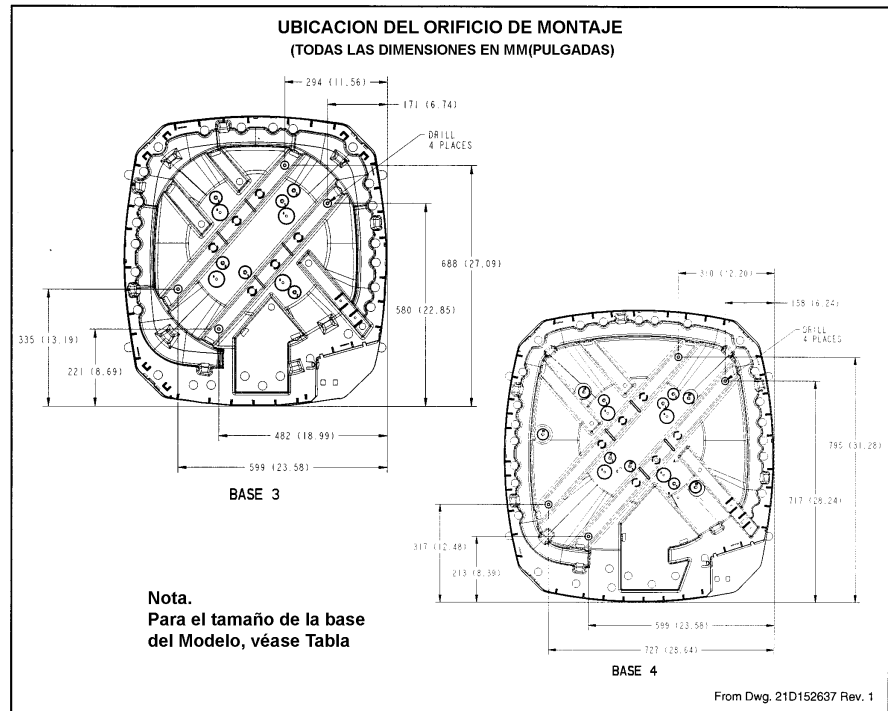 UBICACION DEL ORIFICIO DE MONTAJE
(TODAS LAS DIMENSIONES EN MM(PULGADAS)
294 (11.56)
171 (6.74)
DRILL
4 PLACES
688 (27.09)
580 (22.85)
335 (13.19)
221 (8.69)
482 (18.99)
599 (23.58)
BASE 3
310 (12.20)
158 (6.24)
DRILL
4 PLACES
795 (31.28)
717 (28.24)
317 (12.48)
213 (8.39)
599 (23.58)
727 (28.64)
BASE 4
Nota.
Para el tamaño de la base
del Modelo, véase Tabla
From Dwg. 21D152637 Rev. 1